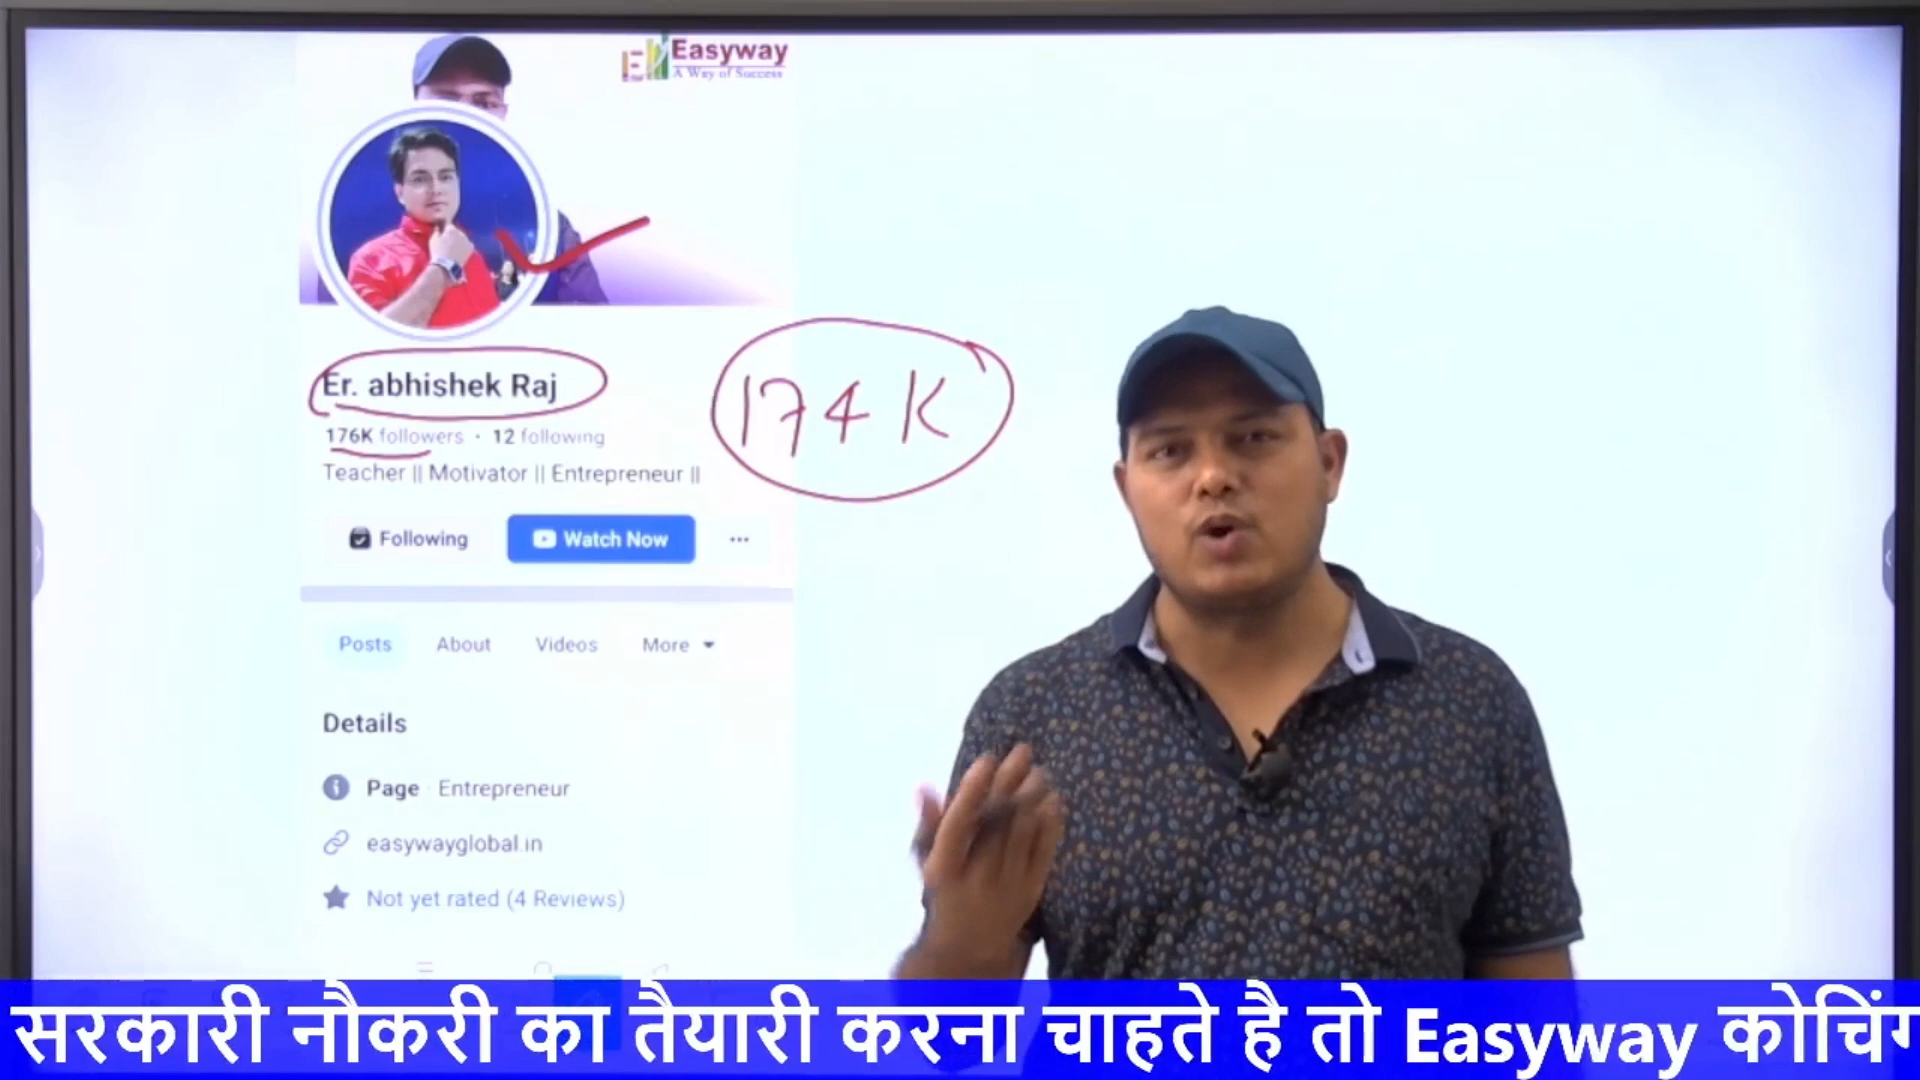 Easyway
A Way of Success
Er. abhishek Raj
176K followers · 12 following
Teacher || Motivator || Entrepreneur ||
174 K
Following
Watch Now
Posts About Videos More
Details
Page · Entrepreneur
easywayglobal.in
Not yet rated (4 Reviews)
सरकारी नौकरी का तैयारी करना चाहते है तो Easyway कोचिंग